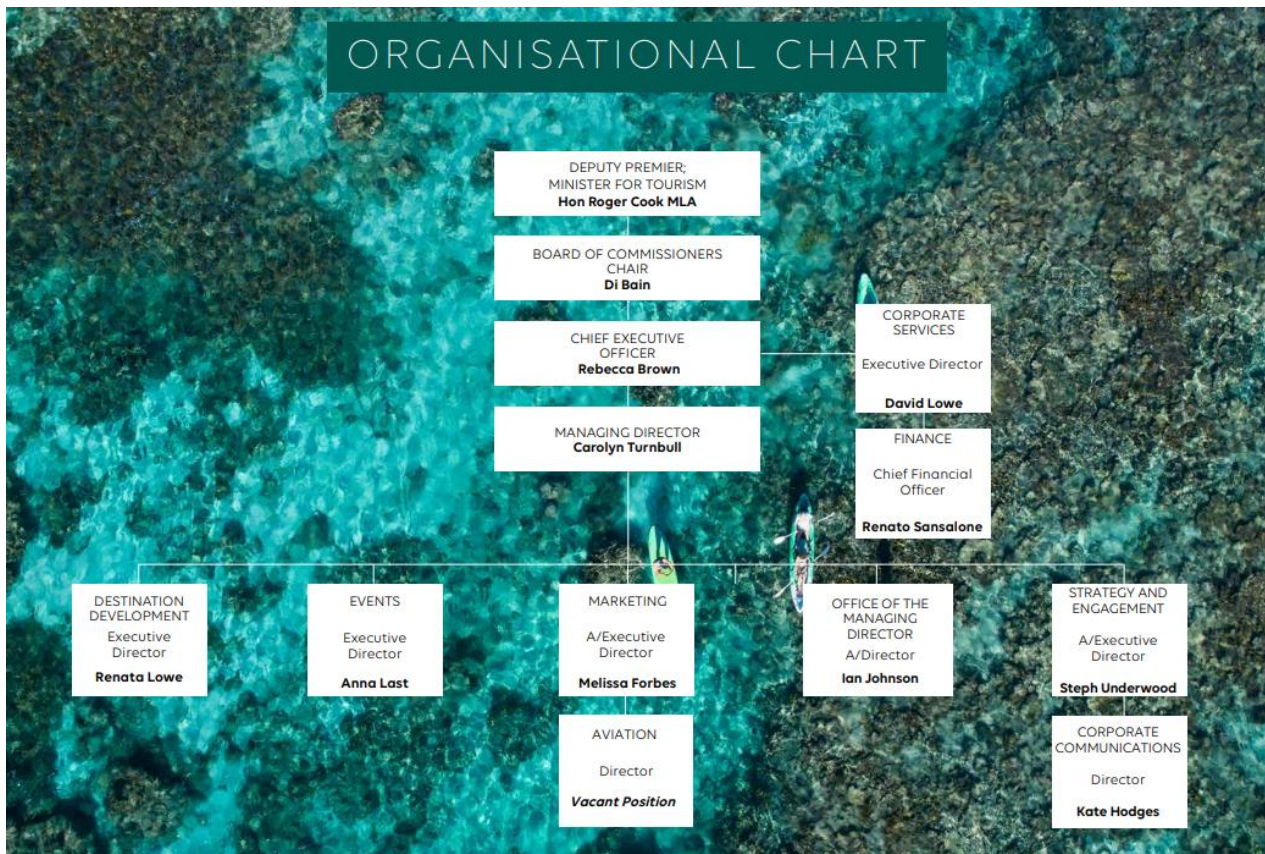 ORGANISATIONAL CHART
DEPUTY PREMIER;
MINISTER FOR TOURISM
Hon Roger Cook MLA
BOARD OF COMMISSIONERS
CHAIR
Di Bain
CHIEF EXECUTIVE
OFFICER
Rebecca Brown
CORPORATE
SERVICES
Executive Director
David Lowe
MANAGING DIRECTOR
Carolyn Turnbull
FINANCE
Chief Financial
Officer
Renato Sansalone
DESTINATION
DEVELOPMENT
Executive
Director
Renata Lowe
EVENTS
Executive
Director
Anna Last
MARKETING
A/Executive
Director
Melissa Forbes
OFFICE OF THE
MANAGING
DIRECTOR
A/Director
Ian Johnson
STRATEGY AND
ENGAGEMENT
A/Executive
Director
Steph Underwood
AVIATION
Director
Vacant Position
CORPORATE
COMMUNICATIONS
Director
Kate Hodges